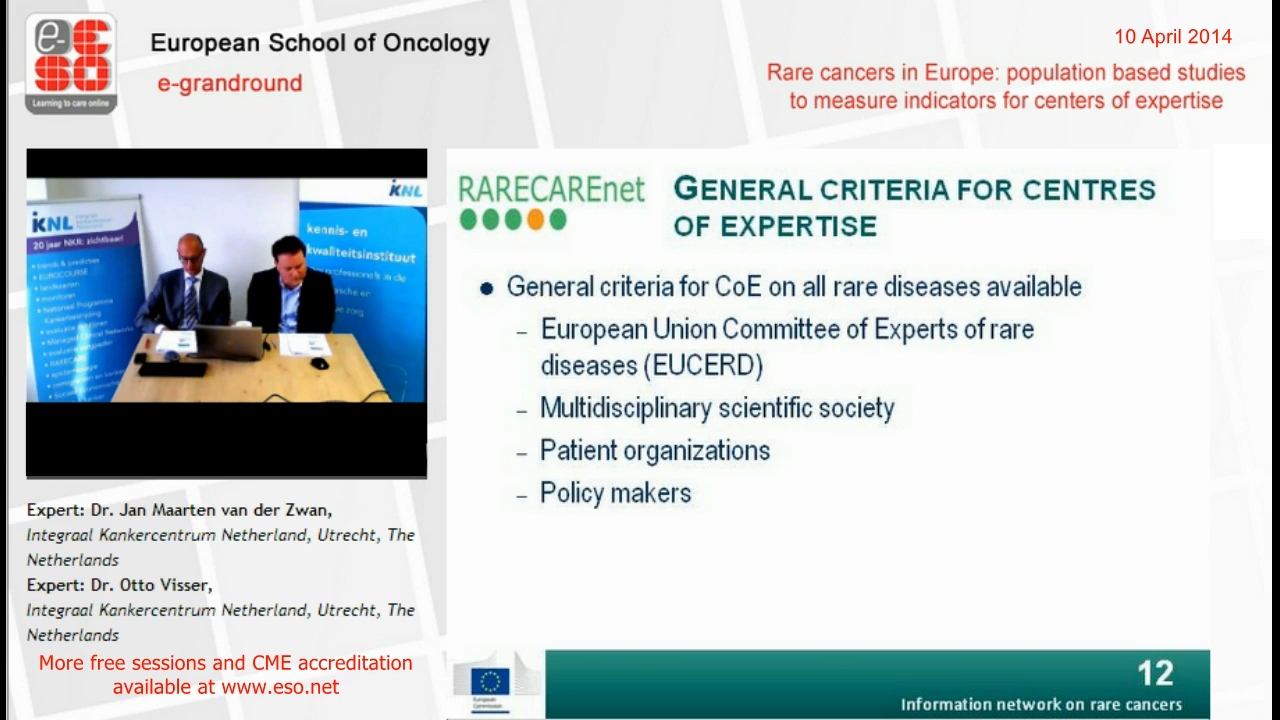 e-ESO
Learning to care online
European School of Oncology
e-grandround
10 April 2014
Rare cancers in Europe: population based studies
to measure indicators for centers of expertise
iKNL
20 jaar NKR: zichtbaar!
EUROCOURSE
iKNL
kennis- en
kwaliteitsinstituut
RARECAREnet
GENERAL CRITERIA FOR CENTRES
OF EXPERTISE
● General criteria for CoE on all rare diseases available
– European Union Committee of Experts of rare
diseases (EUCERD)
– Multidisciplinary scientific society
– Patient organizations
– Policy makers
Expert: Dr. Jan Maarten van der Zwan,
Integraal Kankercentrum Netherland, Utrecht, The
Netherlands
Expert: Dr. Otto Visser,
Integraal Kankercentrum Netherland, Utrecht, The
Netherlands
More free sessions and CME accreditation
available at www.eso.net
European
Commission
12
Information network on rare cancers